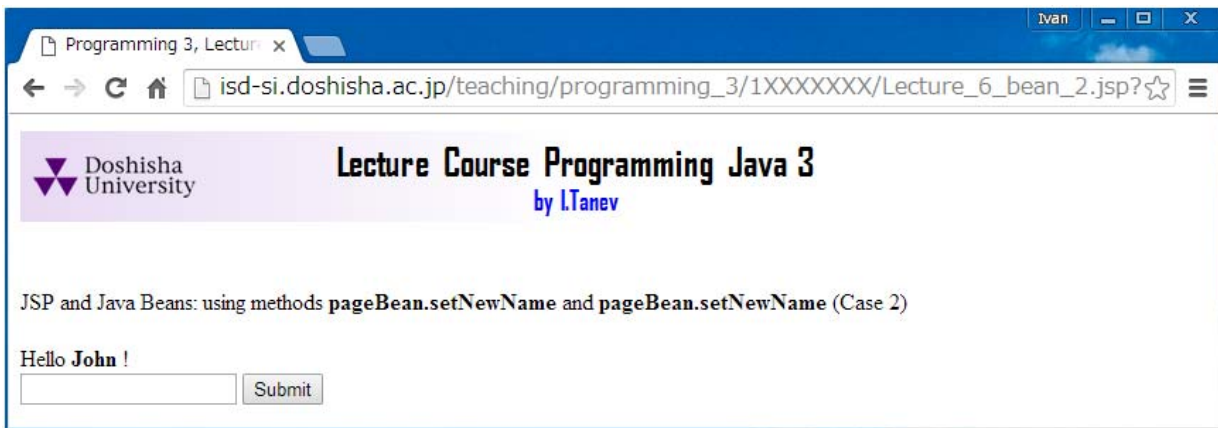 Ivan
Programming 3, Lectur
isd-si.doshisha.ac.jp/teaching/programming_3/1XXXXXXX/Lecture_6_bean_2.jsp?
Doshisha
University
Lecture Course Programming Java 3
by I.Tanev
JSP and Java Beans: using methods pageBean.setNewName and pageBean.setNewName (Case 2)
Hello John !
Submit